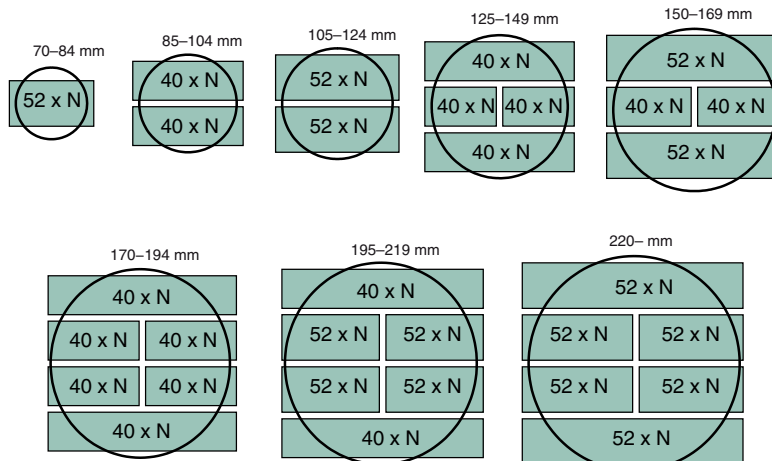 70–84 mm
52 x N
85–104 mm
40 x N
40 x N
105–124 mm
52 x N
52 x N
125–149 mm
40 x N
40 x N 40 x N
40 x N
150–169 mm
52 x N
40 x N 40 x N
52 x N
170–194 mm
40 x N
40 x N 40 x N
40 x N 40 x N
40 x N
195–219 mm
40 x N
52 x N 52 x N
52 x N 52 x N
40 x N
220– mm
52 x N
52 x N 52 x N
52 x N 52 x N
52 x N